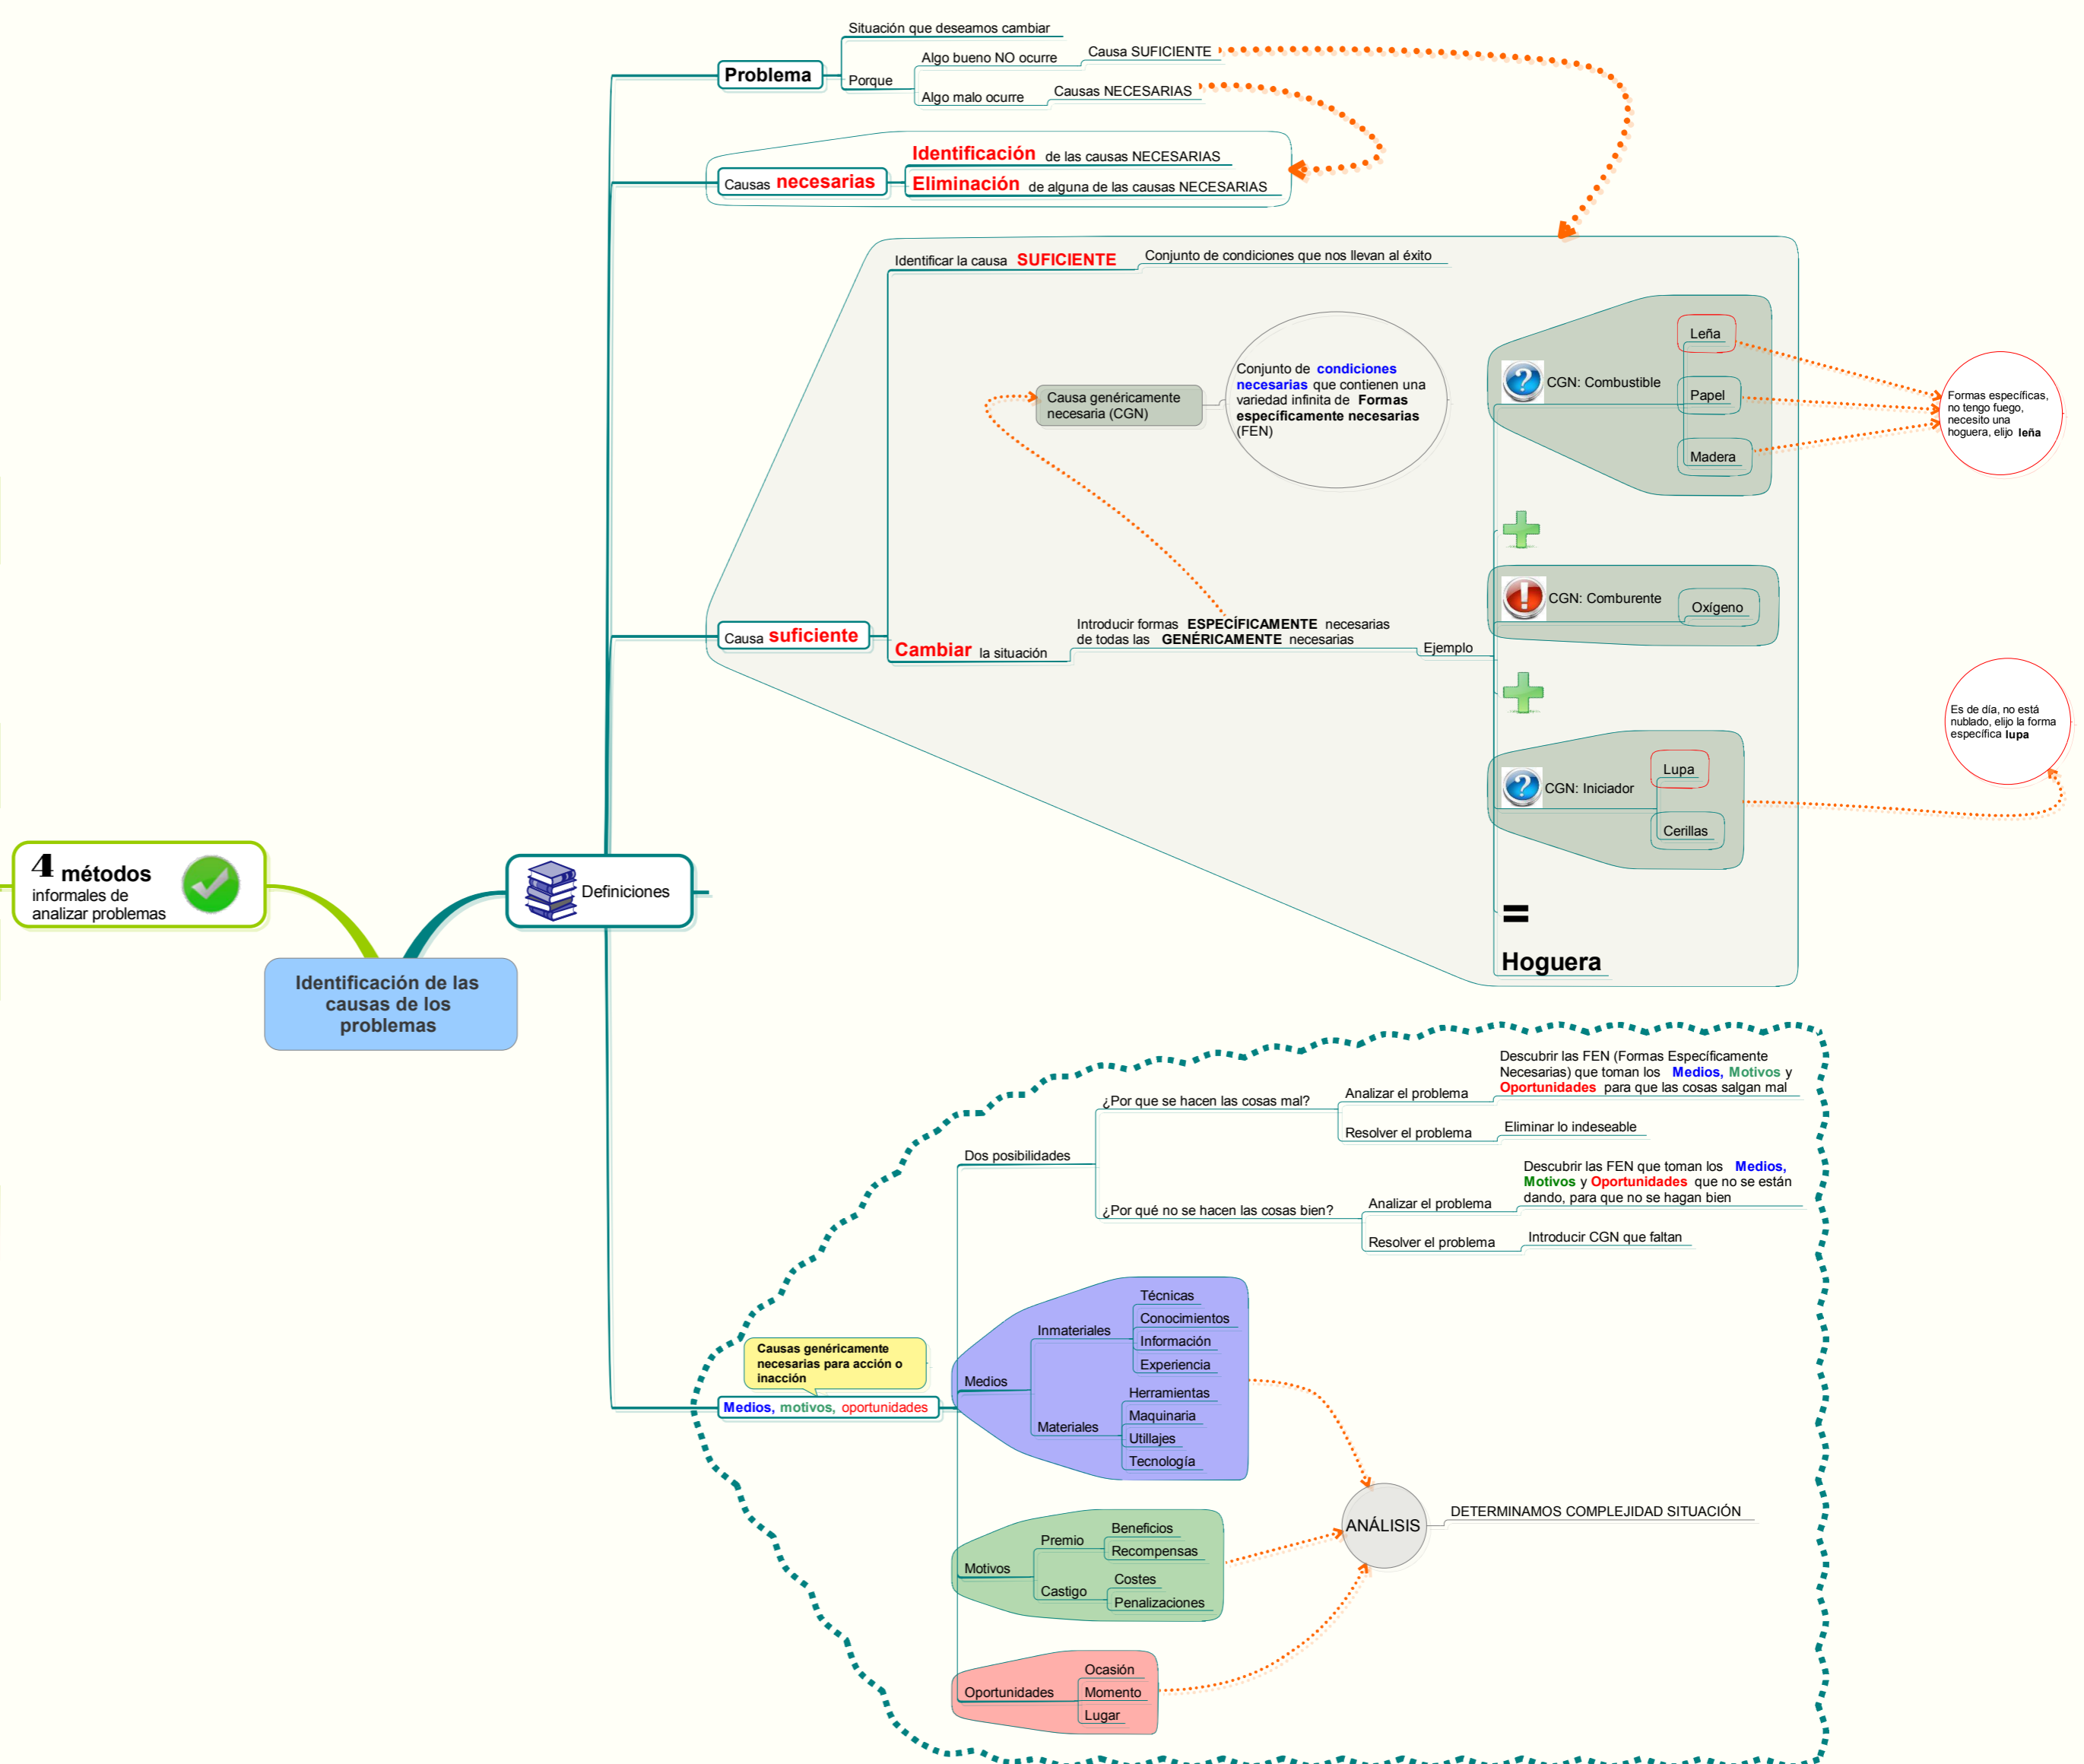 4 métodos
informales de
analizar problemas
Identificación de las
causas de los
problemas
Definiciones
Problema
Situación que deseamos cambiar
Porque
Algo bueno NO ocurre
Causa SUFICIENTE
Algo malo ocurre
Causas NECESARIAS
Causas necesarias
Identificación de las causas NECESARIAS
Eliminación de alguna de las causas NECESARIAS
Causa suficiente
Identificar la causa SUFICIENTE
Conjunto de condiciones que nos llevan al éxito
Causa genéricamente
necesaria (CGN)
Conjunto de condiciones
necesarias que contienen una
variedad infinita de Formas
específicamente necesarias
(FEN)
Cambiar la situación
Introducir formas ESPECÍFICAMENTE necesarias
de todas las GENÉRICAMENTE necesarias
Ejemplo
CGN: Combustible
Leña
Papel
Madera
Formas específicas,
no tengo fuego,
necesito una
hoguera, elijo leña
CGN: Comburente
Oxígeno
CGN: Iniciador
Lupa
Cerillas
Es de día, no está
nublado, elijo la forma
específica lupa
=
Hoguera
Causas genéricamente
necesarias para acción o
inacción
Medios, motivos, oportunidades
Dos posibilidades
¿Por que se hacen las cosas mal?
Analizar el problema
Descubrir las FEN (Formas Específicamente
Necesarias) que toman los Medios, Motivos y
Oportunidades para que las cosas salgan mal
Resolver el problema
Eliminar lo indeseable
¿Por qué no se hacen las cosas bien?
Analizar el problema
Descubrir las FEN que toman los Medios,
Motivos y Oportunidades que no se están
dando, para que no se hagan bien
Resolver el problema
Introducir CGN que faltan
Medios
Inmateriales
Técnicas
Conocimientos
Información
Experiencia
Materiales
Herramientas
Maquinaria
Utillajes
Tecnología
Motivos
Premio
Beneficios
Recompensas
Castigo
Costes
Penalizaciones
Oportunidades
Ocasión
Momento
Lugar
ANÁLISIS
DETERMINAMOS COMPLEJIDAD SITUACIÓN